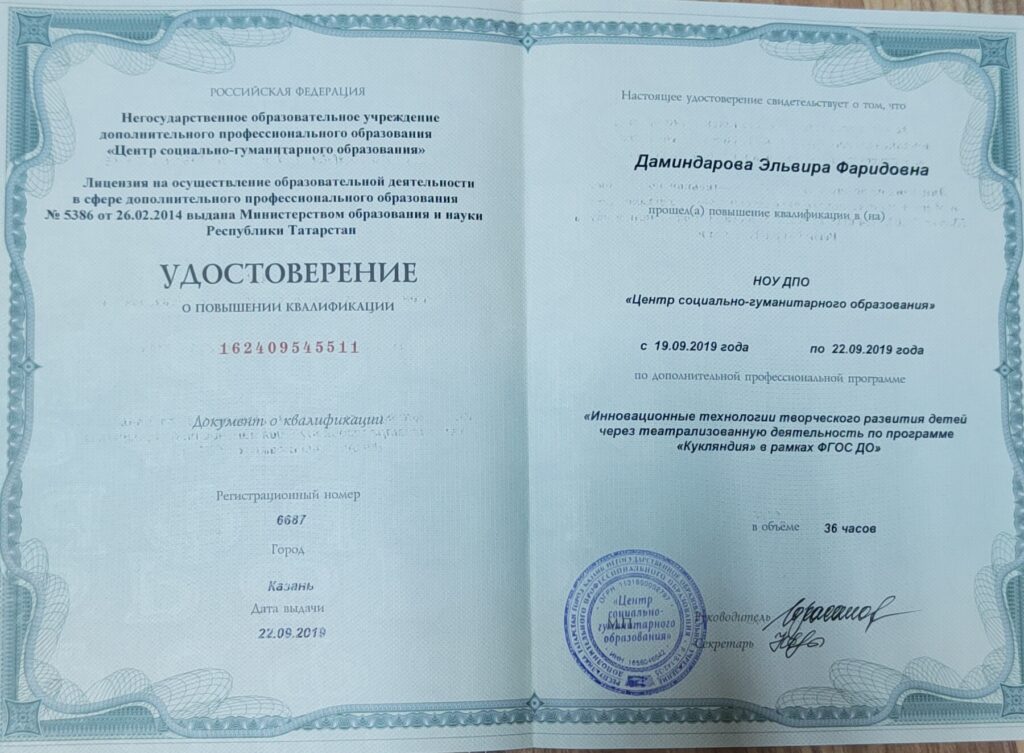 РОССИЙСКАЯ ФЕДЕРАЦИЯ
Негосударственное образовательное учреждение
дополнительного профессионального образования
«Центр социально-гуманитарного образования»
Лицензия на осуществление образовательной деятельности
в сфере дополнительного профессионального образования
№ 5386 от 26.02.2014 выдана Министерством образования и науки
Республики Татарстан
УДОСТОВЕРЕНИЕ
О ПОВЫШЕНИИ КВАЛИФИКАЦИИ
162409545511
Документ о квалификации
Регистрационный номер
6687
Город
Казань
Дата выдачи
22.09.2019
Настоящее удостоверение свидетельствует о том, что
Даминдарова Эльвира Фаридовна
прошел(а) повышение квалификации в (на)
НОУ ДПО
«Центр социально-гуманитарного образования»
с 19.09.2019 года по 22.09.2019 года
по дополнительной профессиональной программе
«Инновационные технологии творческого развития детей
через театрализованную деятельность по программе
«Кукляндия» в рамках ФГОС ДО»
в объёме 36 часов
«Центр
социально-
гуманитарного
образования»
МП
Руководитель
Секретарь